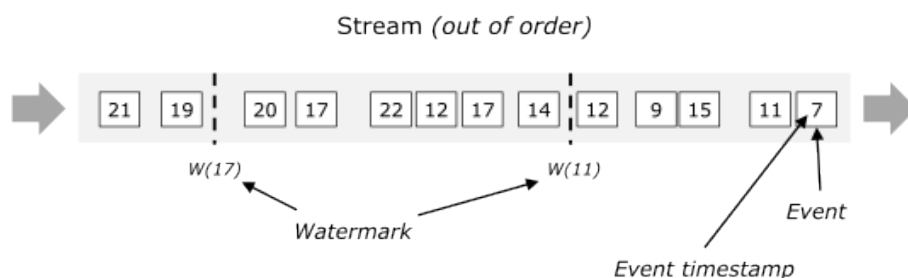 Stream (out of order)
21 19 20 17 22 12 17 14 12 9 15 11 7
W(17) W(11)
Watermark
Event
Event timestamp